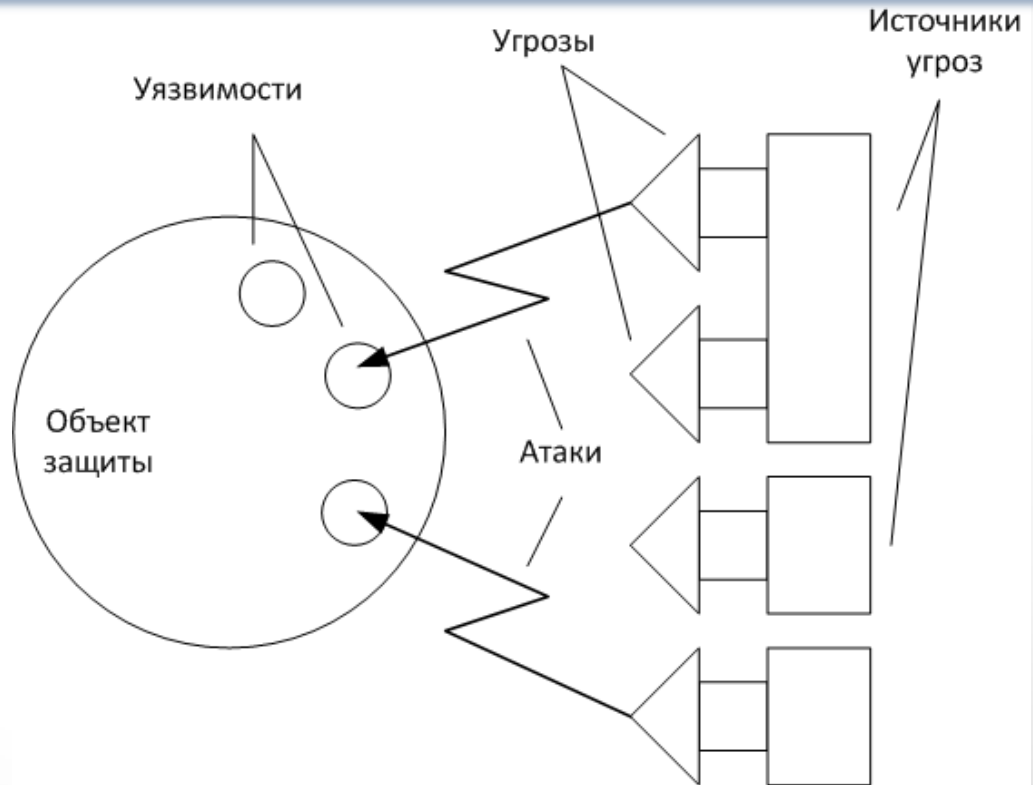 Источники
угроз
Угрозы
Уязвимости
Объект
защиты
Атаки